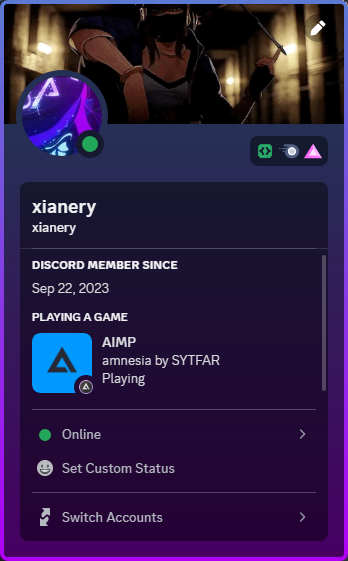 xianery
xianery
DISCORD MEMBER SINCE
Sep 22, 2023
PLAYING A GAME
AIMP
amnesia by SYTFAR
Playing
Online
Set Custom Status
Switch Accounts